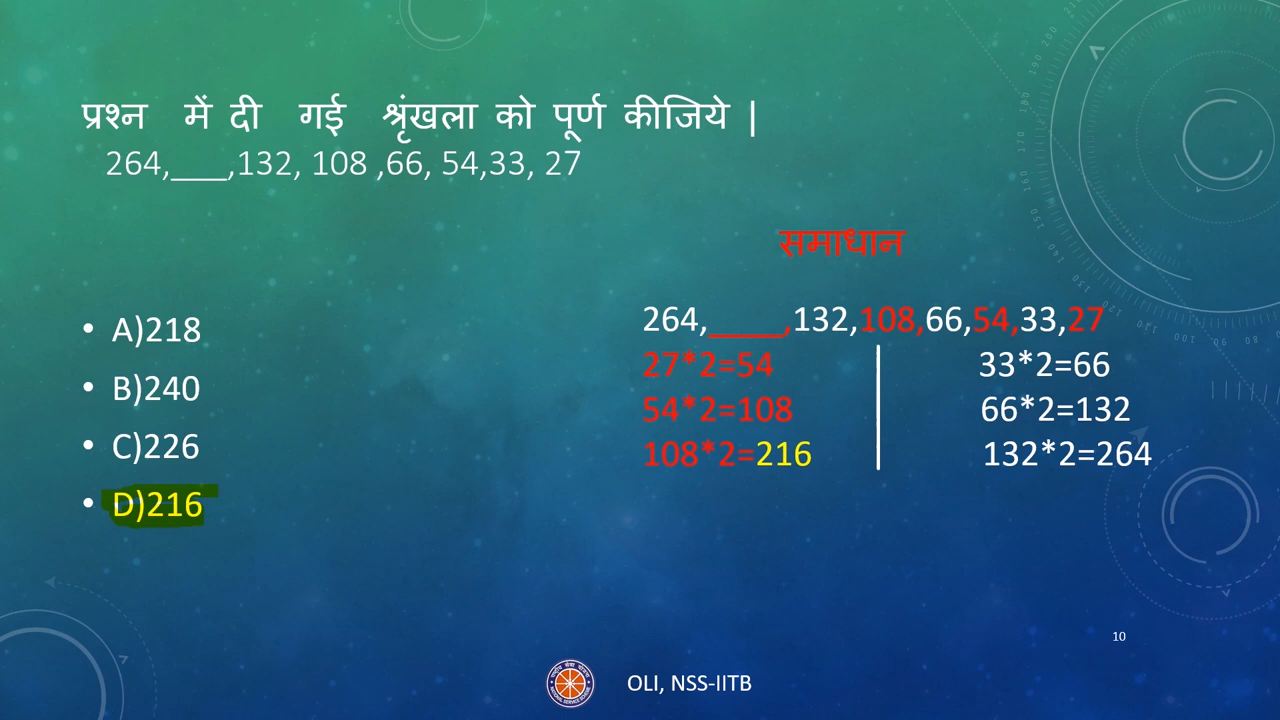 प्रश्न में दी गई श्रृंखला को पूर्ण कीजिये |
264,___,132, 108 ,66, 54,33, 27
समाधान
• A)218
• B)240
• C)226
• D)216
264,____,132,108,66,54,33,27
27*2=54 33*2=66
54*2=108 66*2=132
108*2=216 132*2=264
10
OLI, NSS-IITB